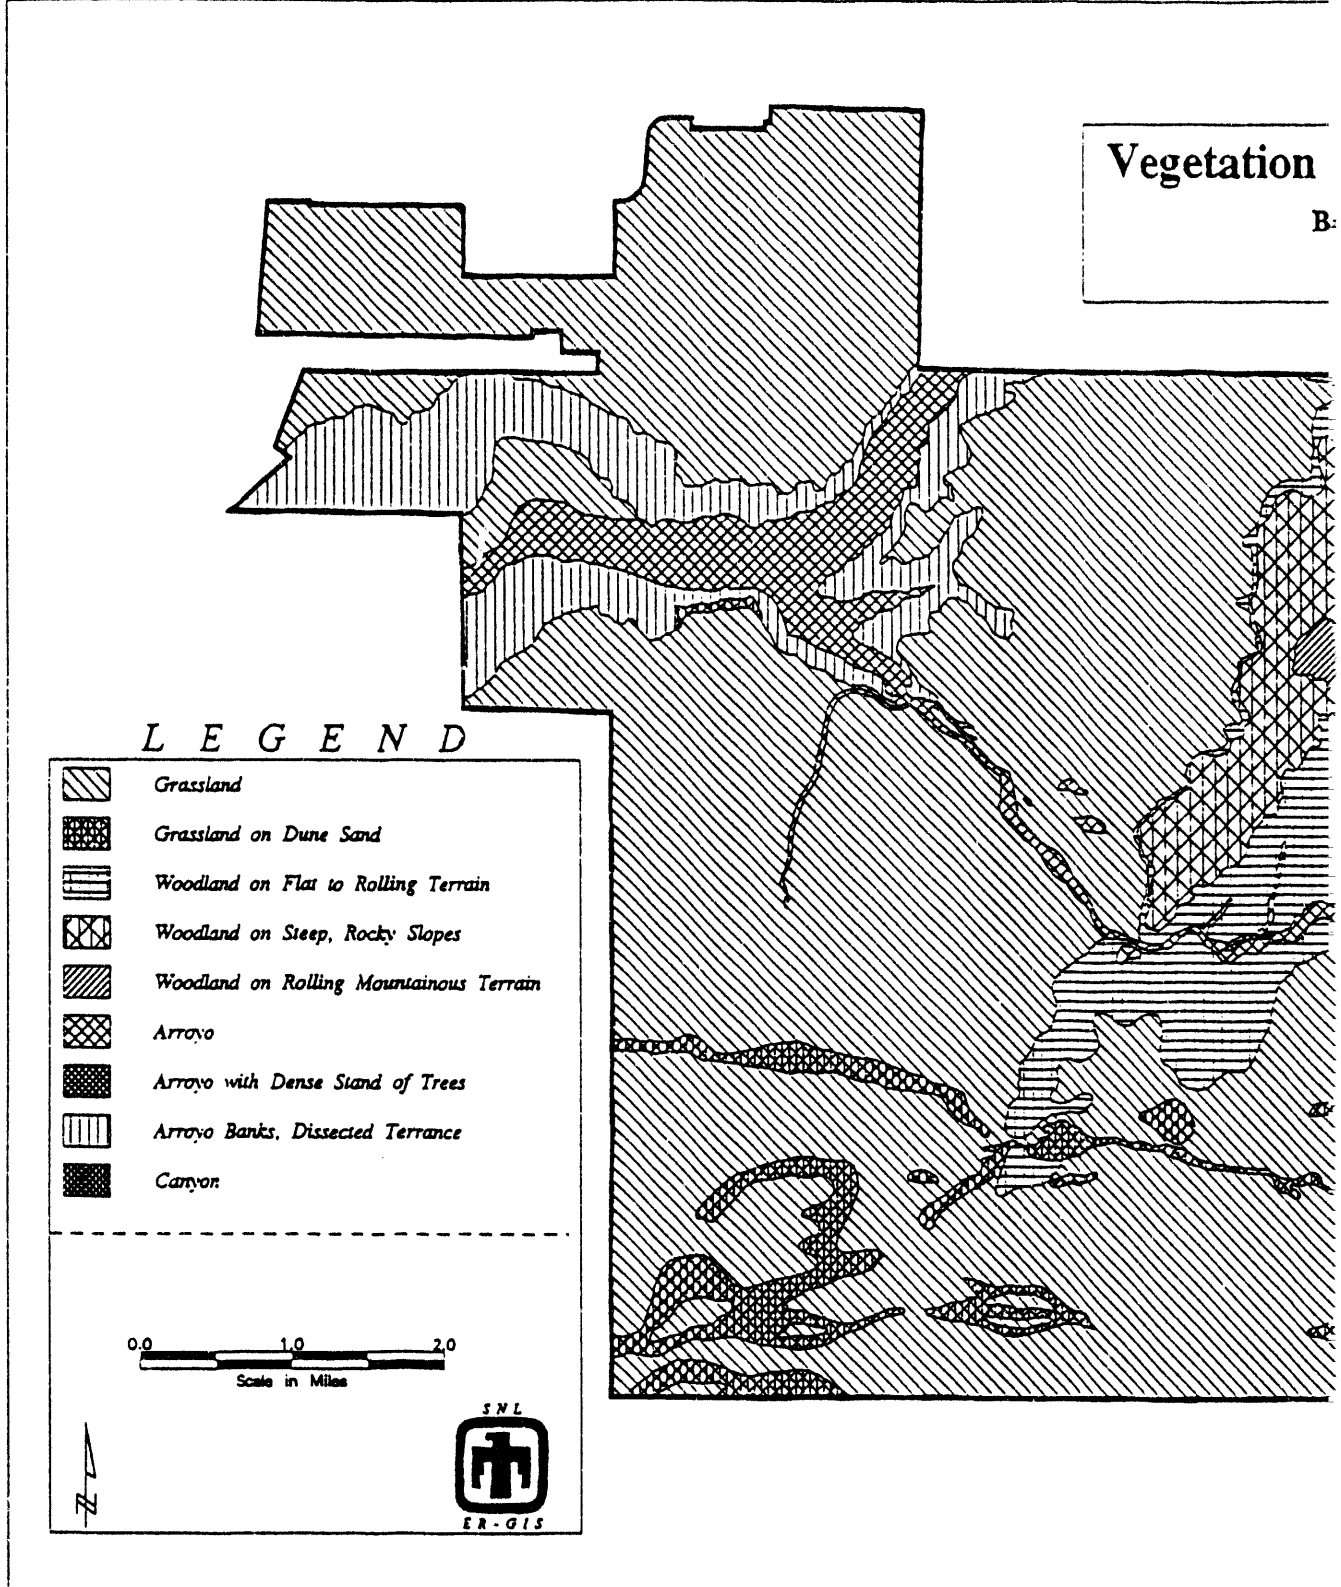 Vegetation
L E G E N D
Grassland
Grassland on Dune Sand
Woodland on Flat to Rolling Terrain
Woodland on Steep, Rocky Slopes
Woodland on Rolling Mountainous Terrain
Arroyo
Arroyo with Dense Stand of Trees
Arroyo Banks, Dissected Terrance
Canyon
0.0 1.0 2.0
Scale in Miles
SNL
N
ER-GIS